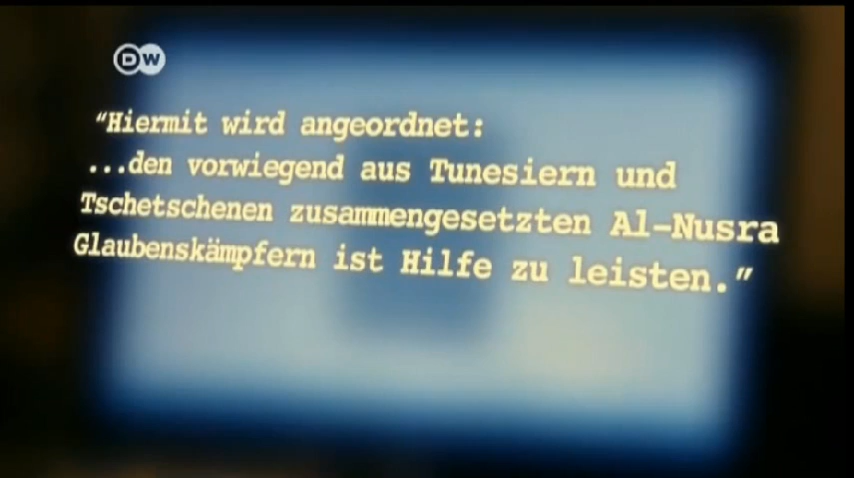 DW
"Hiermit wird angeordnet:
...den vorwiegend aus Tunesiern und
Tschetschenen zusammengesetzten Al-Nusra
Glaubenskämpfern ist Hilfe zu leisten."